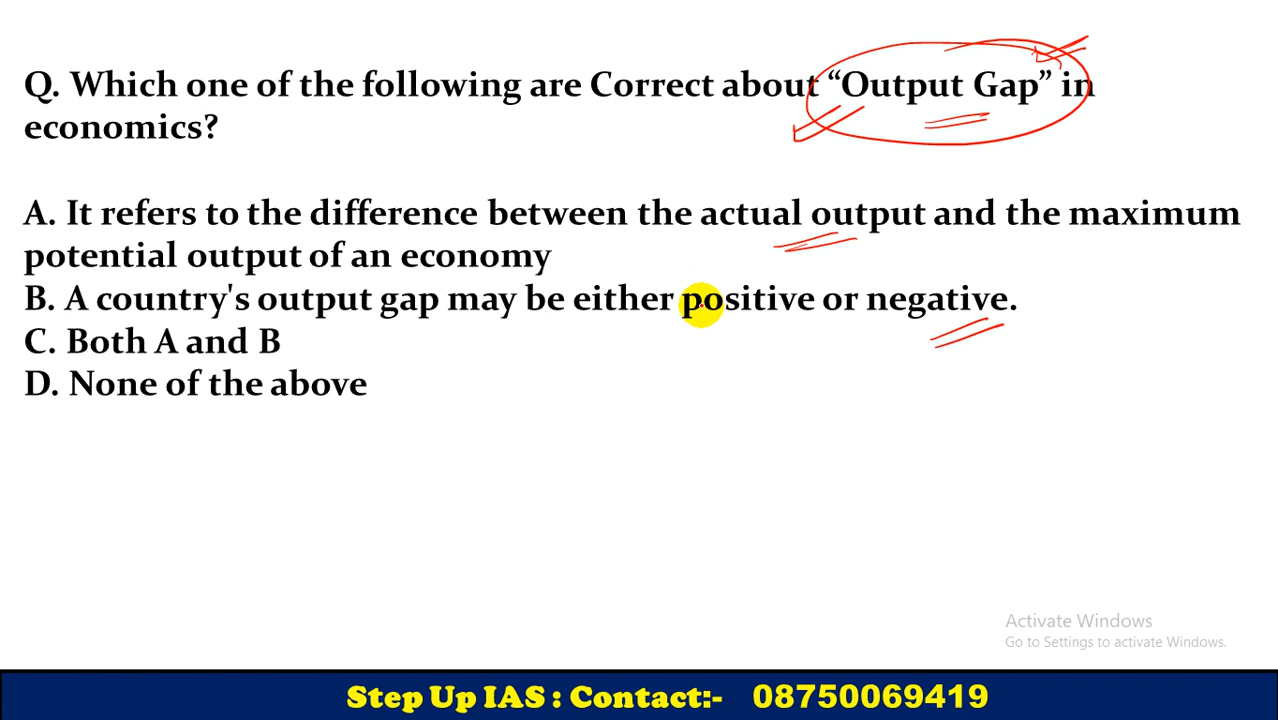 Q. Which one of the following are Correct about “Output Gap” in
economics?
A. It refers to the difference between the actual output and the maximum
potential output of an economy
B. A country's output gap may be either positive or negative.
C. Both A and B
D. None of the above
Activate Windows
Go to Settings to activate Windows.
Step Up IAS : Contact:- 08750069419